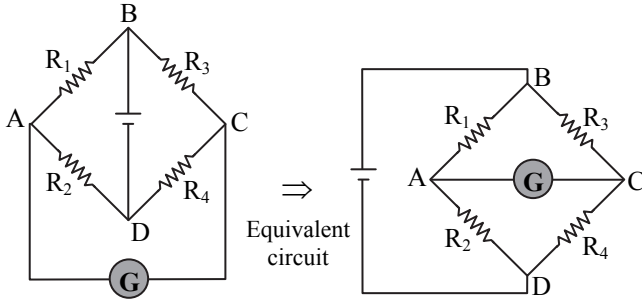 B
R₁ R₃
A C
R₂ R₄
D
G
⇒
Equivalent
circuit
B
R₁ R₃
A G C
R₂ R₄
D